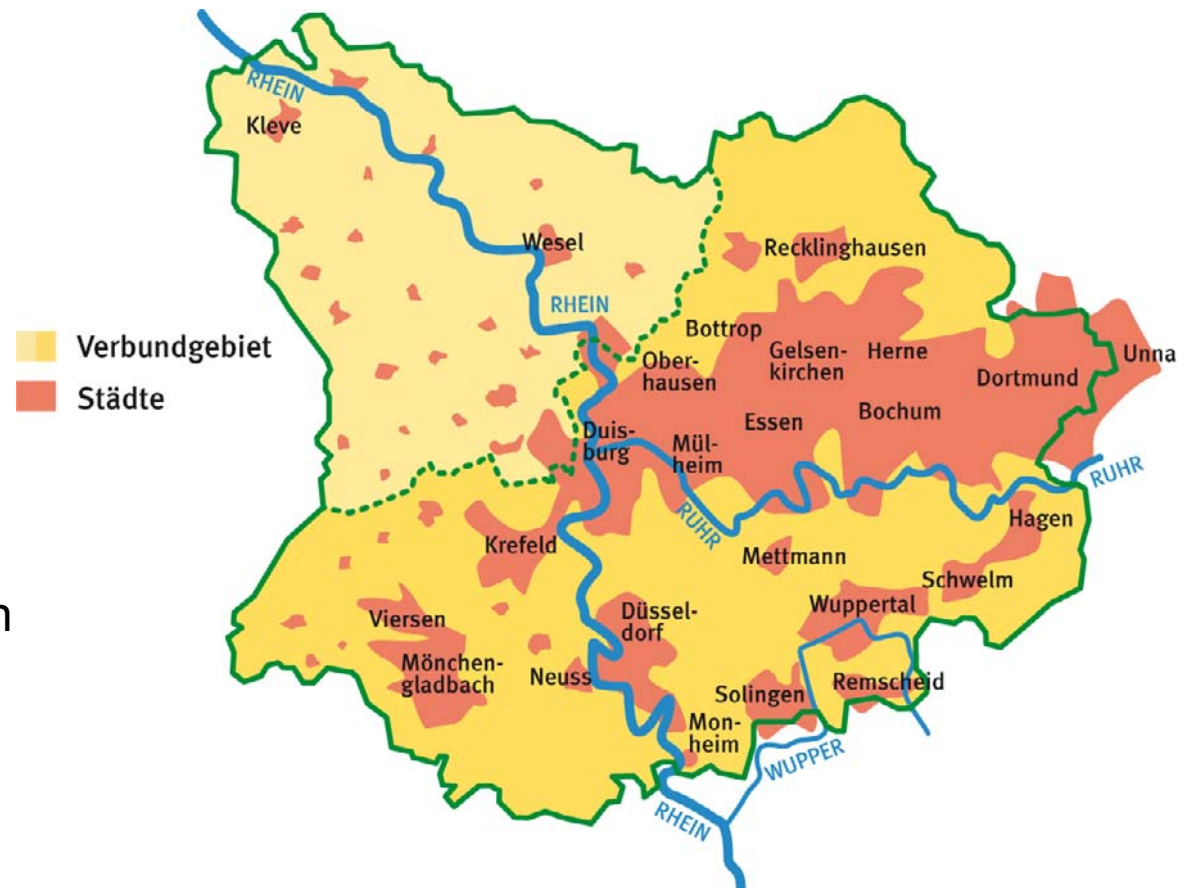 RHEIN
Kleve
Wesel
RHEIN
Recklinghausen
Verbundgebiet
Städte
Bottrop
Ober-
hausen
Gelsen-
kirchen
Herne
Unna
Dortmund
Essen
Bochum
Duis-
burg
Mül-
heim
RUHR
RUHR
Hagen
Krefeld
Mettmann
Schwelm
n
Viersen
Düssel-
dorf
Wuppertal
Mönchen-
gladbach
Neuss
Solingen
Remscheid
Mon-
heim
WUPPER
RHEIN